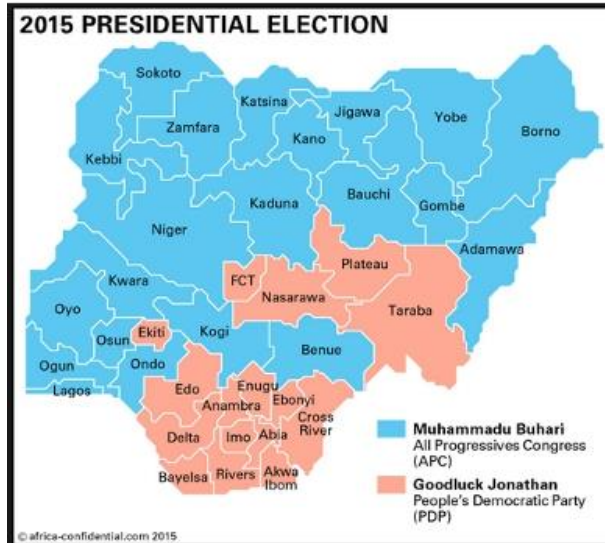 2015 PRESIDENTIAL ELECTION
Sokoto
Katsina
Jigawa
Yobe
Borno
Zamfara
Kano
Kebbi
Bauchi
Gombe
Kaduna
Niger
Adamawa
Plateau
FCT
Nasarawa
Taraba
Kwara
Oyo
Ekiti
Kogi
Osun
Benue
Ogun
Ondo
Lagos
Edo
Enugu
Anambra
Ebonyi
Cross
River
Delta
Imo
Abia
Bayelsa
Rivers
Akwa
Ibom
Muhammadu Buhari
All Progressives Congress
(APC)
Goodluck Jonathan
People's Democratic Party
(PDP)
© africa-confidential.com 2015